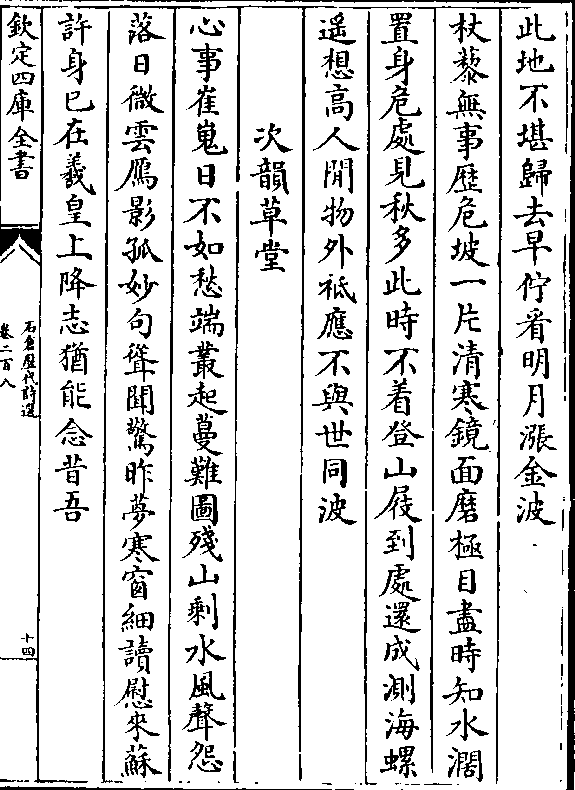 此地不堪歸去早佇看明月漲金波
杖藜無事歷危坡一片清寒鏡面磨極目盡時知水濶
置身危處見秋多此時不着登山屐到處還成測海螺
遥想高人閒物外祗應不與世同波
次韻草堂
心事崔嵬日不如愁端叢起蔓難圖殘山剩水風聲怨
落日微雲鴈影孤妙句聳聞驚昨夢寒窗細讀慰來蘇
許身已在羲皇上降志猶能念昔吾
欽定四庫全書
石倉歷代詩選
卷二百八
十四